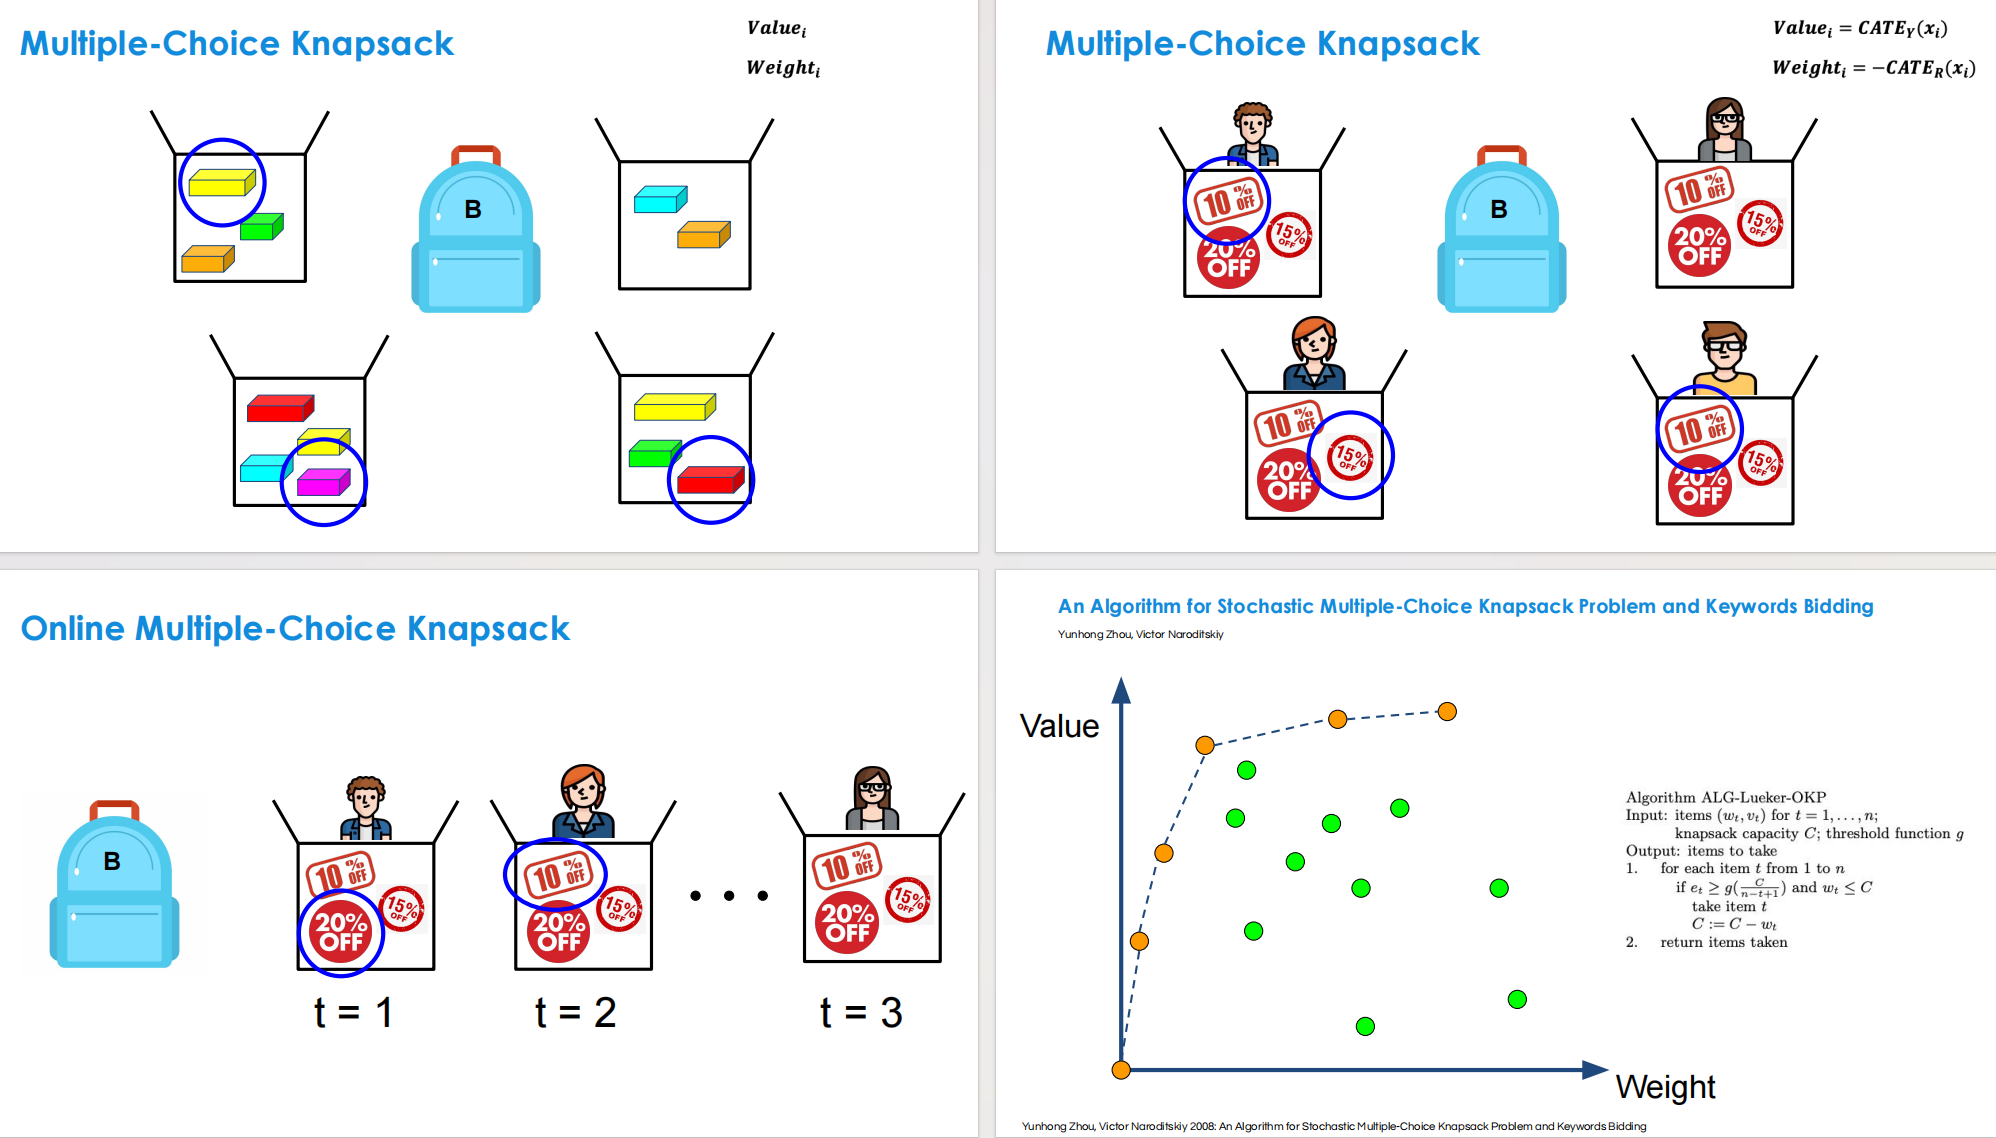 Multiple-Choice Knapsack
Value_i
Weight_i
B
Multiple-Choice Knapsack
Value_i = CATE_Y(x_i)
Weight_i = −CATE_R(x_i)
10 % OFF
15% OFF
20% OFF
B
10 % OFF
15% OFF
20% OFF
10 % OFF
15% OFF
20% OFF
10 % OFF
15% OFF
20% OFF
Online Multiple-Choice Knapsack
B
10 % OFF
15% OFF
20% OFF
10 % OFF
15% OFF
20% OFF
• • •
10 % OFF
15% OFF
20% OFF
t = 1
t = 2
t = 3
An Algorithm for Stochastic Multiple-Choice Knapsack Problem and Keywords Bidding
Yunhong Zhou, Victor Naroditskiy
Value
Weight
Algorithm ALG-Lueker-OKP
Input: items (w_t, v_t) for t = 1, . . . , n;
knapsack capacity C; threshold function g
Output: items to take
1. for each item t from 1 to n
if e_t ≥ g(C/(n−t+1)) and w_t ≤ C
take item t
C := C − w_t
2. return items taken
Yunhong Zhou, Victor Naroditskiy 2008: An Algorithm for Stochastic Multiple-Choice Knapsack Problem and Keywords Bidding